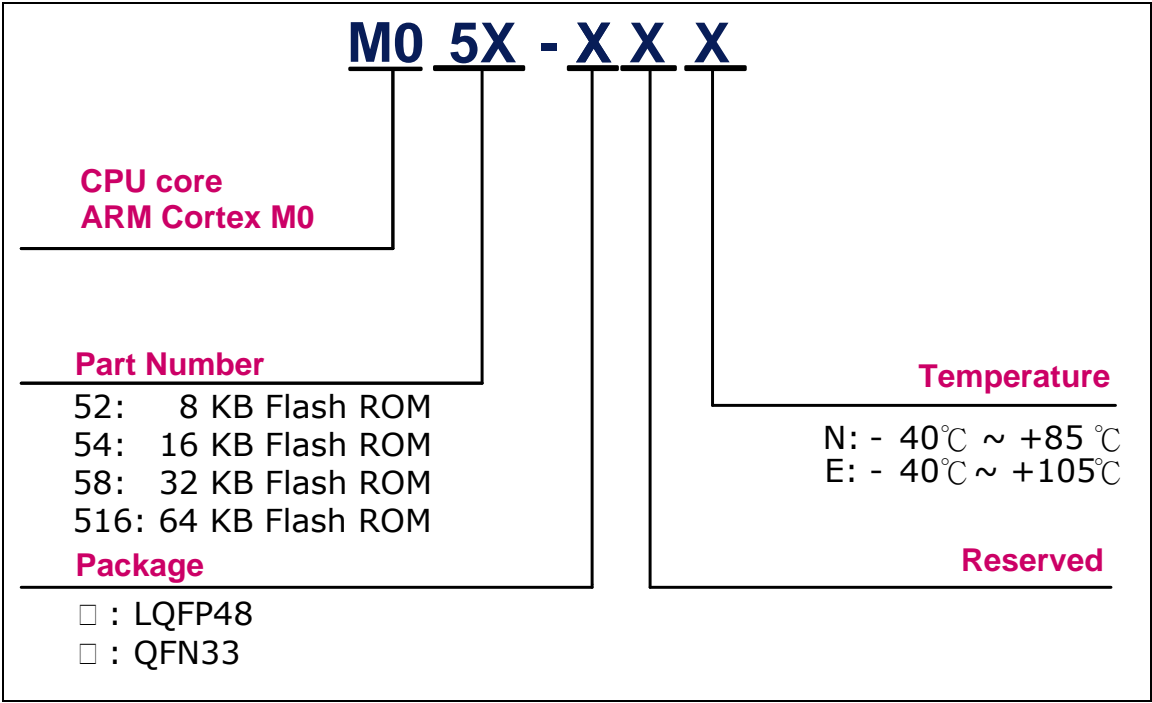 M0 5X - X X X
CPU core
ARM Cortex M0
Part Number
52: 8 KB Flash ROM
54: 16 KB Flash ROM
58: 32 KB Flash ROM
516: 64 KB Flash ROM
Package
□ : LQFP48
□ : QFN33
Temperature
N: - 40℃ ~ +85 ℃
E: - 40℃ ~ +105℃
Reserved